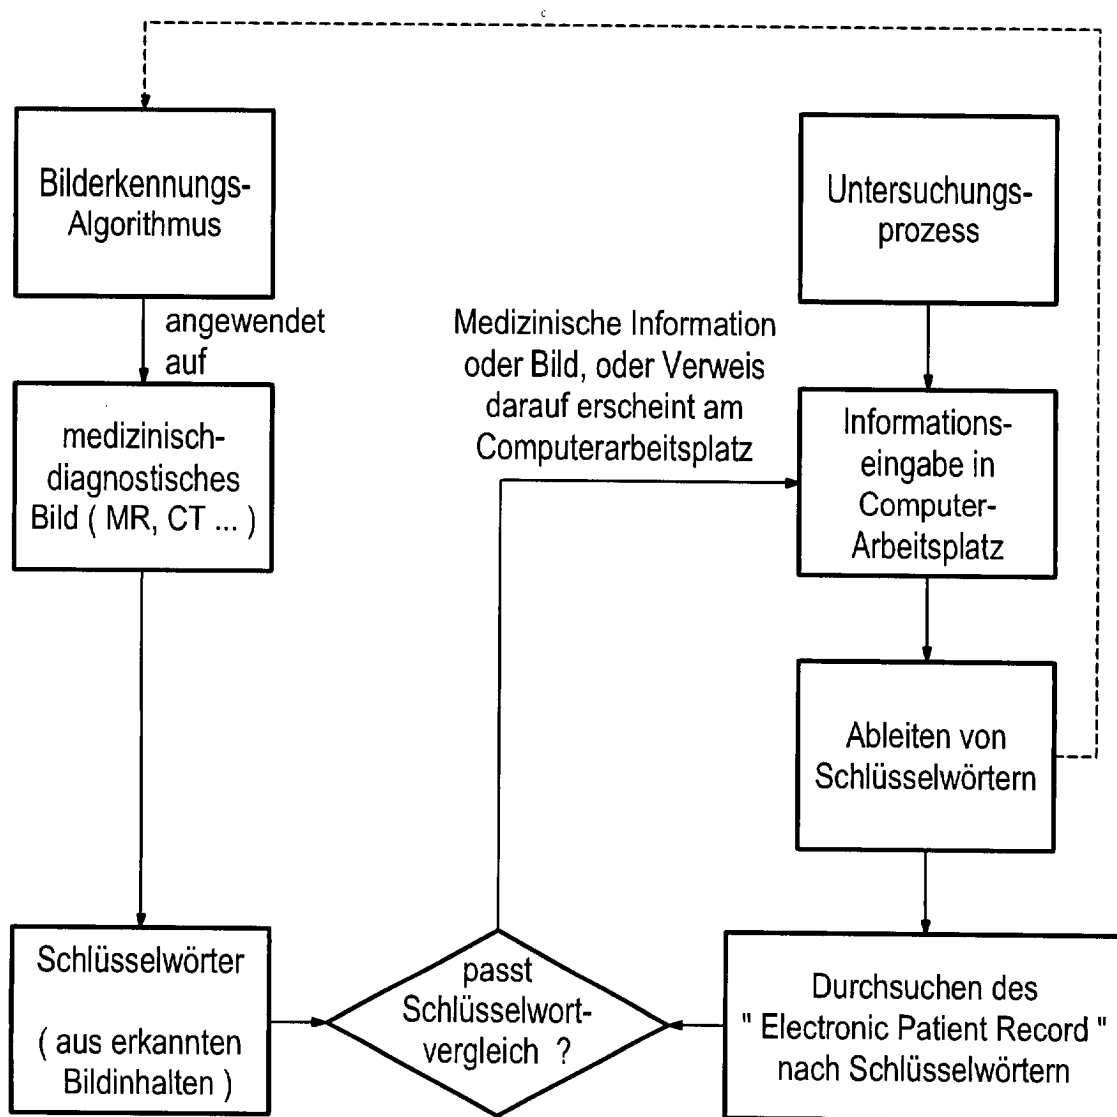 c
Bilderkennungs-
Algorithmus
angewendet
auf
medizinisch-
diagnostisches
Bild ( MR, CT ... )
Schlüsselwörter
( aus erkannten
Bildinhalten )
passt
Schlüsselwort-
vergleich ?
Medizinische Information
oder Bild, oder Verweis
darauf erscheint am
Computerarbeitsplatz
Untersuchungs-
prozess
Informations-
eingabe in
Computer-
Arbeitsplatz
Ableiten von
Schlüsselwörtern
Durchsuchen des
" Electronic Patient Record "
nach Schlüsselwörtern